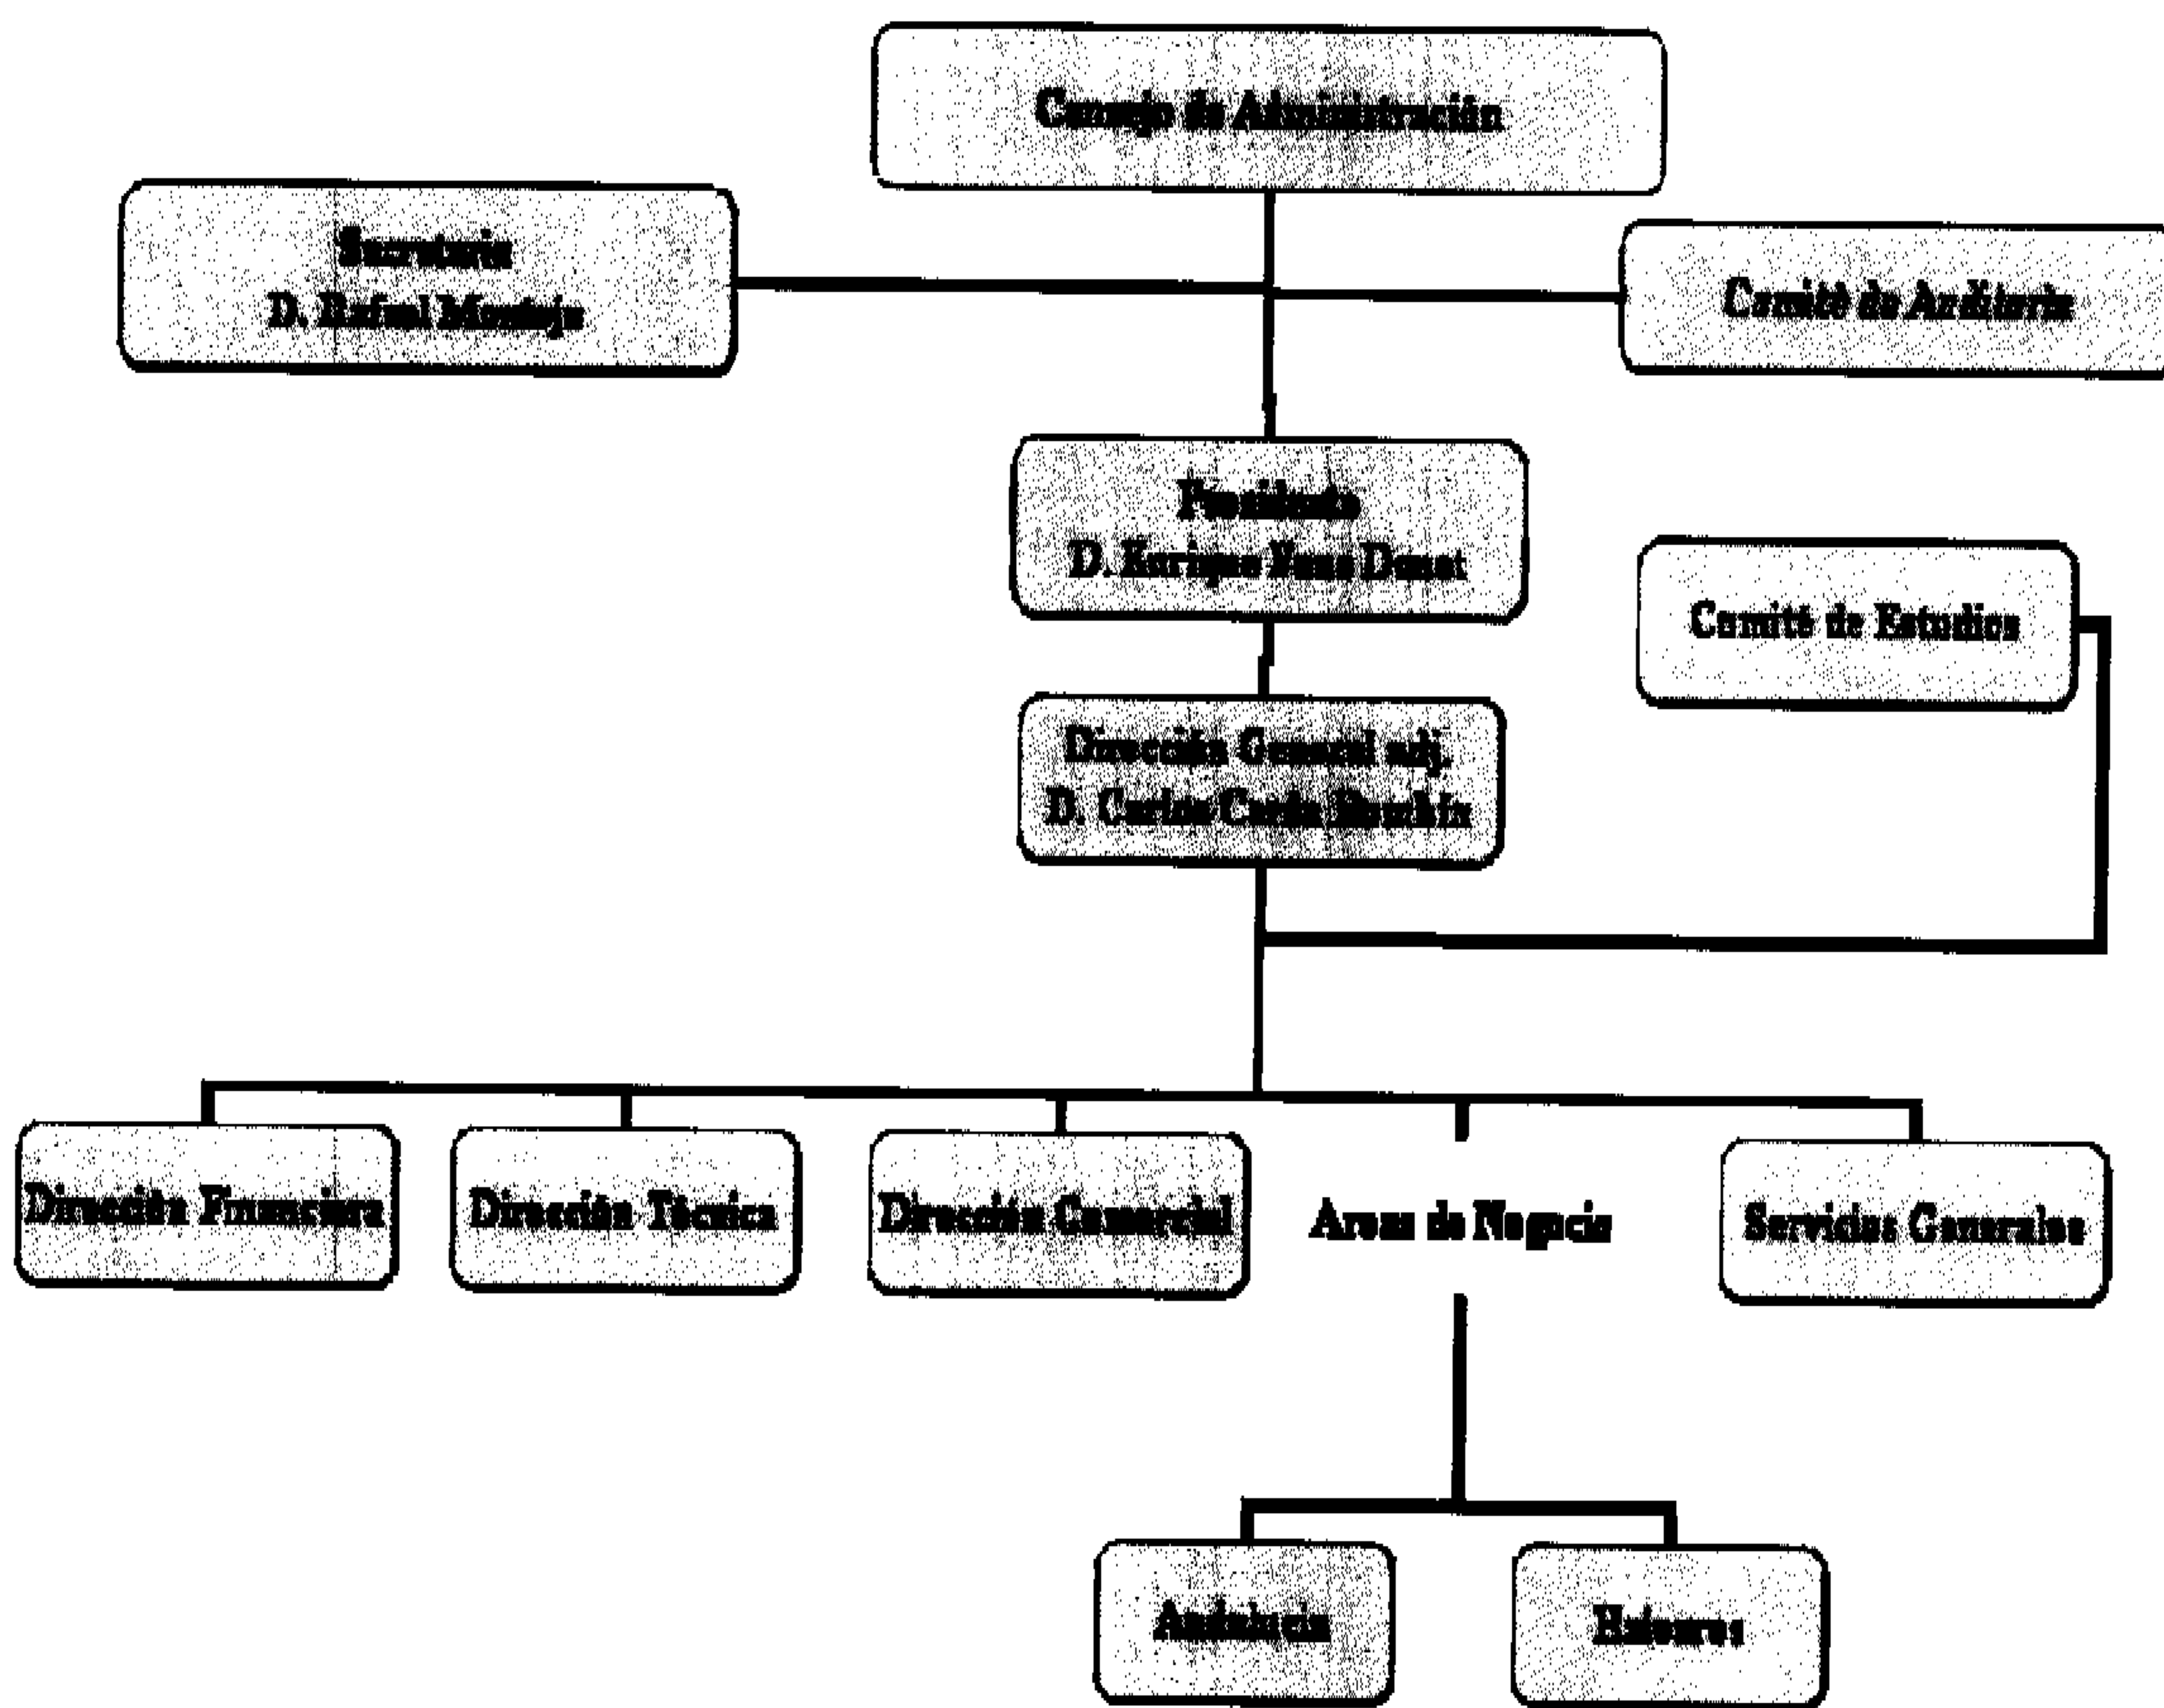 Consejo de Administración
Secretario
D. Rafael Montejo
Comité de Auditoría
Presidente
D. Enrique Donat
Comité de Estudios
Dirección General adj.
D. Carlos
Dirección Financiera
Dirección Técnica
Dirección Comercial
Areas de Negocio
Servicios Generales
Andalucía
Baleares